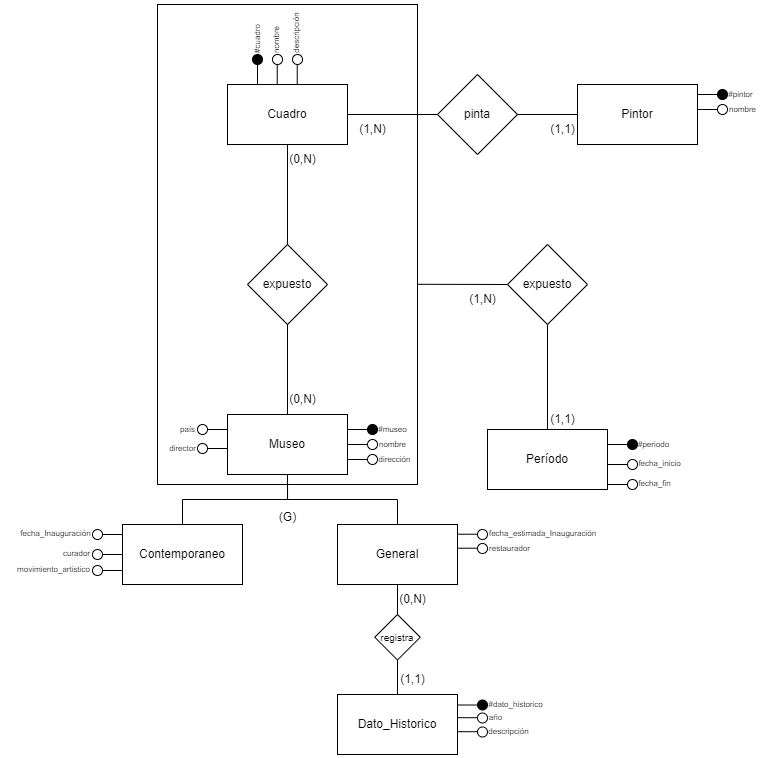 #cuadro
nombre
descripción
Cuadro
(1,N)
pinta
(1,1)
Pintor
#pintor
nombre
(0,N)
expuesto
(1,N)
expuesto
(0,N)
país
director
Museo
#museo
nombre
dirección
(1,1)
Período
#periodo
fecha_inicio
fecha_fin
(G)
fecha_Inauguración
curador
movimiento_artistico
Contemporaneo
General
fecha_estimada_Inauguración
restaurador
(0,N)
registra
(1,1)
Dato_Historico
#dato_historico
año
descripción